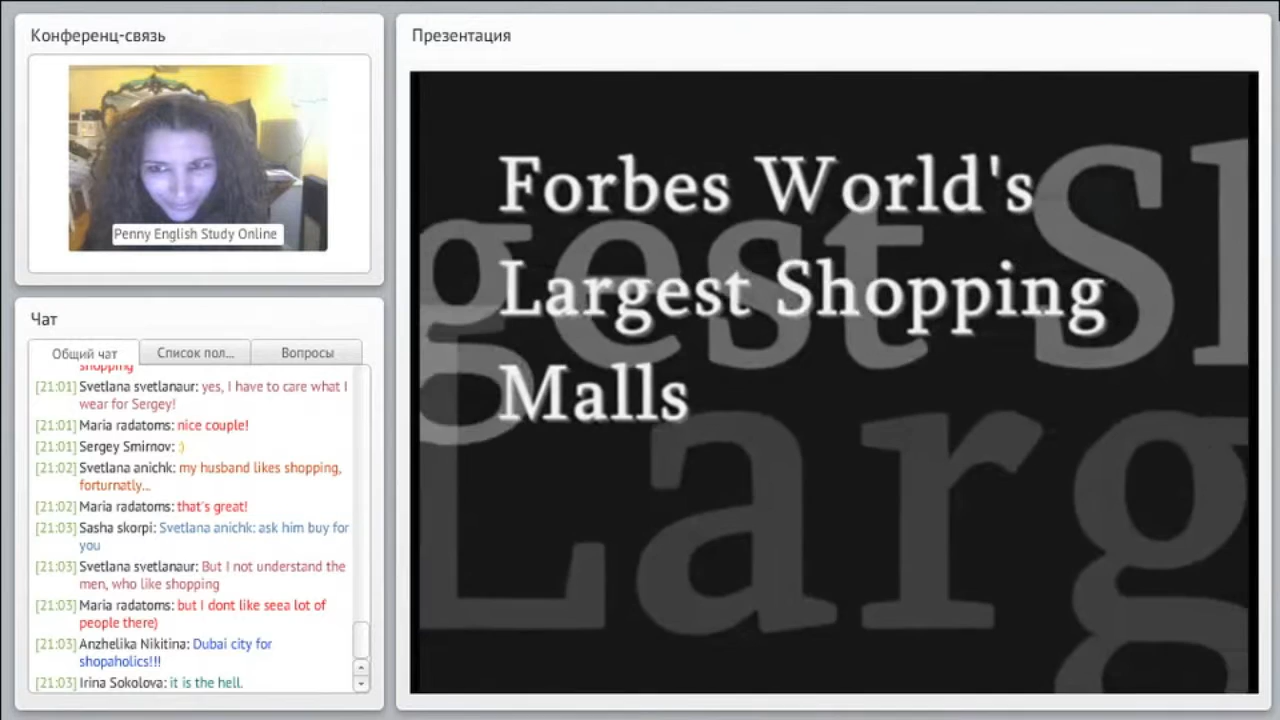 Конференц-связь
Penny English Study Online
Чат
Общий чат
Список пол...
Вопросы
shopping
[21:01] Svetlana svetlanaur: yes, I have to care what I
wear for Sergey!
[21:01] Maria radatoms: nice couple!
[21:01] Sergey Smirnov: :)
[21:02] Svetlana anichk: my husband likes shopping,
forturnatly...
[21:02] Maria radatoms: that's great!
[21:03] Sasha skorpi: Svetlana anichk: ask him buy for
you
[21:03] Svetlana svetlanaur: But I not understand the
men, who like shopping
[21:03] Maria radatoms: but I dont like seea lot of
people there)
[21:03] Anzhelika Nikitina: Dubai city for
shopaholics!!!
[21:03] Irina Sokolova: it is the hell.
Презентация
Forbes World's
Largest Shopping
Malls
gest Sh
Larg